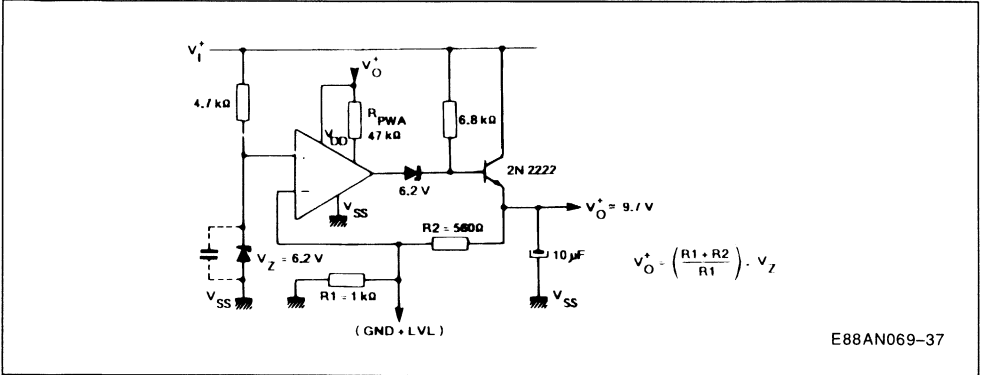 V_I^+
V_O^+
4.7 kΩ
R_PWA
47 kΩ
6.8 kΩ
V_DD
2N 2222
−
6.2 V
V_SS
V_O^+ = 9.7 V
R2 = 560Ω
V_Z = 6.2 V
10 µF
V_O^+ = (R1 + R2 / R1) . V_Z
V_SS
R1 = 1 kΩ
V_SS
(GND + LVL)
E88AN069–37